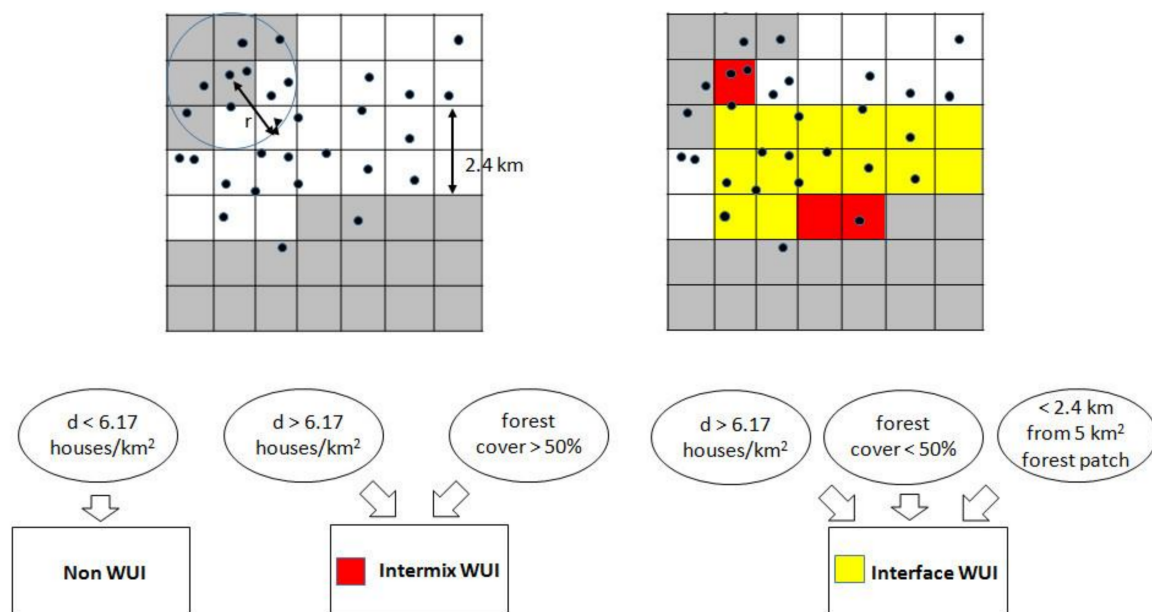 r
2.4 km
d < 6.17
houses/km²
d > 6.17
houses/km²
forest
cover > 50%
d > 6.17
houses/km²
forest
cover < 50%
< 2.4 km
from 5 km²
forest patch
Non WUI
Intermix WUI
Interface WUI